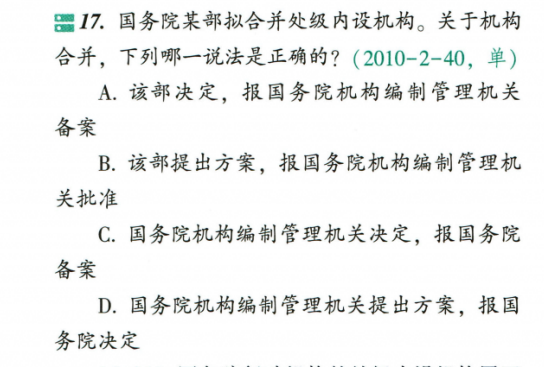 17. 国务院某部拟合并处级内设机构。关于机构
合并，下列哪一说法是正确的？(2010-2-40，单)
A. 该部决定，报国务院机构编制管理机关
备案
B. 该部提出方案，报国务院机构编制管理机
关批准
C. 国务院机构编制管理机关决定，报国务院
备案
D. 国务院机构编制管理机关提出方案，报国
务院决定